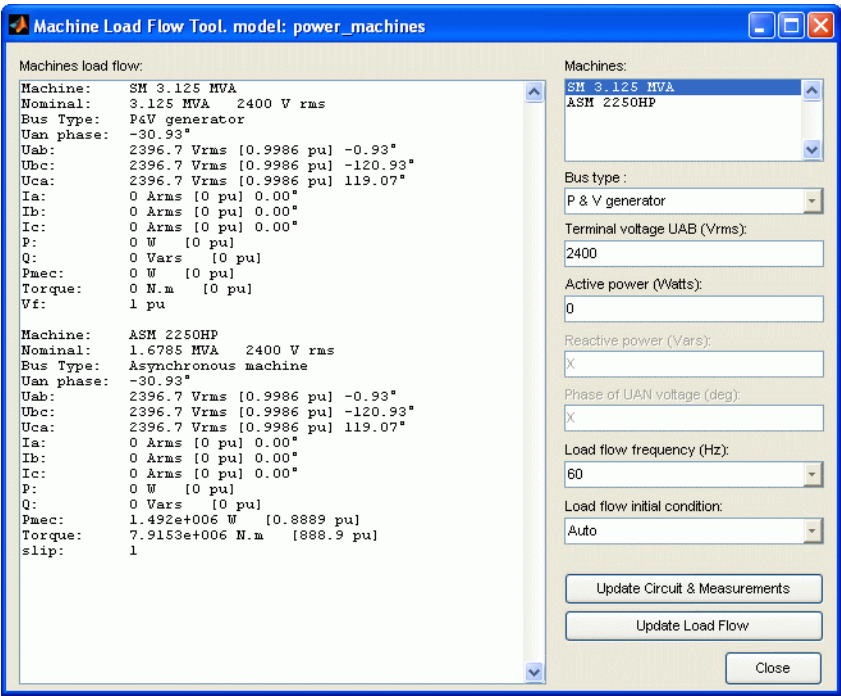 Machine Load Flow Tool. model: power_machines
Machines load flow:
Machine: SM 3.125 MVA
Nominal: 3.125 MVA 2400 V rms
Bus Type: P&V generator
Uan phase: -30.93°
Uab: 2396.7 Vrms [0.9986 pu] -0.93°
Ubc: 2396.7 Vrms [0.9986 pu] -120.93°
Uca: 2396.7 Vrms [0.9986 pu] 119.07°
Ia: 0 Arms [0 pu] 0.00°
Ib: 0 Arms [0 pu] 0.00°
Ic: 0 Arms [0 pu] 0.00°
P: 0 W [0 pu]
Q: 0 Vars [0 pu]
Pmec: 0 W [0 pu]
Torque: 0 N.m [0 pu]
Vf: 1 pu
Machine: ASM 2250HP
Nominal: 1.6785 MVA 2400 V rms
Bus Type: Asynchronous machine
Uan phase: -30.93°
Uab: 2396.7 Vrms [0.9986 pu] -0.93°
Ubc: 2396.7 Vrms [0.9986 pu] -120.93°
Uca: 2396.7 Vrms [0.9986 pu] 119.07°
Ia: 0 Arms [0 pu] 0.00°
Ib: 0 Arms [0 pu] 0.00°
Ic: 0 Arms [0 pu] 0.00°
P: 0 W [0 pu]
Q: 0 Vars [0 pu]
Pmec: 1.492e+006 W [0.8889 pu]
Torque: 7.9153e+006 N.m [888.9 pu]
slip: 1
Machines:
SM 3.125 MVA
ASM 2250HP
Bus type :
P & V generator
Terminal voltage UAB (Vrms):
2400
Active power (Watts):
0
Reactive power (Vars):
X
Phase of UAN voltage (deg):
X
Load flow frequency (Hz):
60
Load flow initial condition:
Auto
Update Circuit & Measurements
Update Load Flow
Close